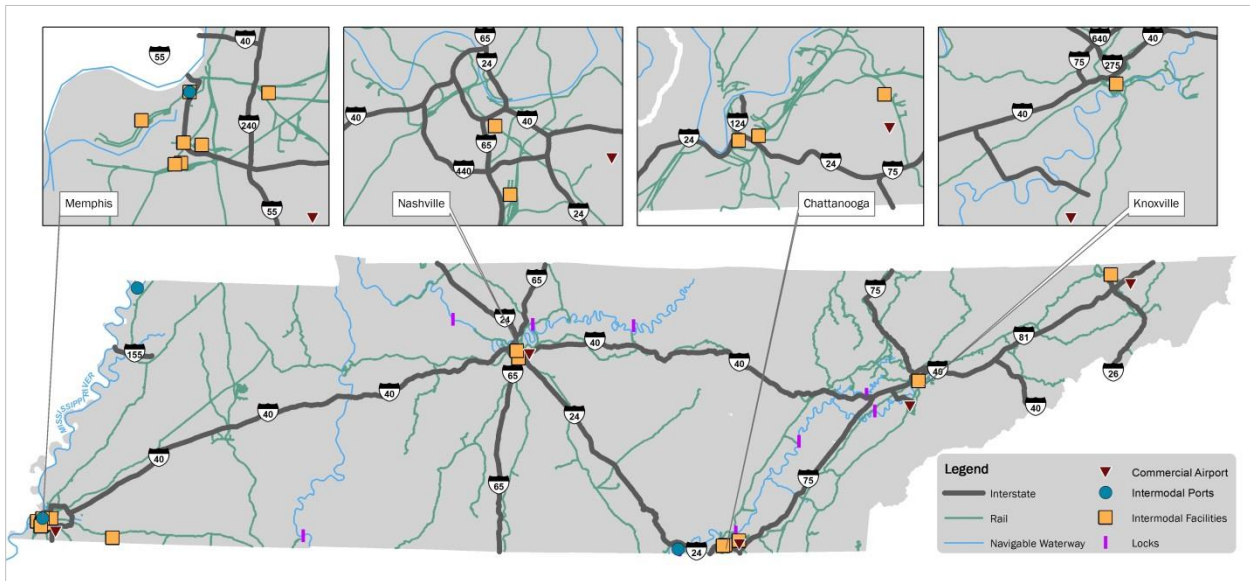 55
40
240
55
Memphis
65
24
40
40
65
440
24
Nashville
124
24
24
75
Chattanooga
640
40
75
275
40
Knoxville
MISSISSIPPI RIVER
155
40
40
40
24
65
65
24
65
40
40
24
75
75
40
81
26
40
Legend
Interstate
Rail
Navigable Waterway
Commercial Airport
Intermodal Ports
Intermodal Facilities
Locks